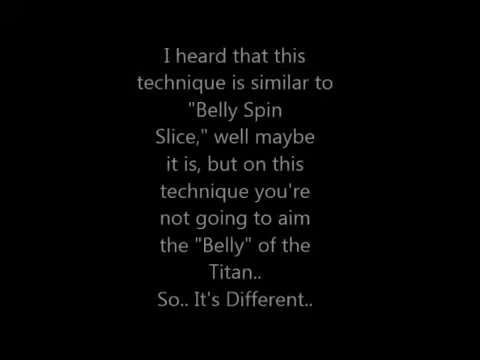 I heard that this
technique is similar to
"Belly Spin
Slice," well maybe
it is, but on this
technique you're
not going to aim
the "Belly" of the
Titan..
So.. It's Different..